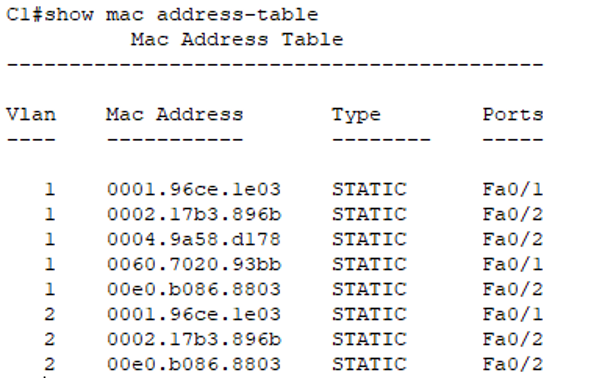 C1#show mac address-table
Mac Address Table
-------------------------------------------
Vlan Mac Address Type Ports
---- ----------- -------- -----
1 0001.96ce.1e03 STATIC Fa0/1
1 0002.17b3.896b STATIC Fa0/2
1 0004.9a58.d178 STATIC Fa0/2
1 0060.7020.93bb STATIC Fa0/1
1 00e0.b086.8803 STATIC Fa0/2
2 0001.96ce.1e03 STATIC Fa0/1
2 0002.17b3.896b STATIC Fa0/2
2 00e0.b086.8803 STATIC Fa0/2